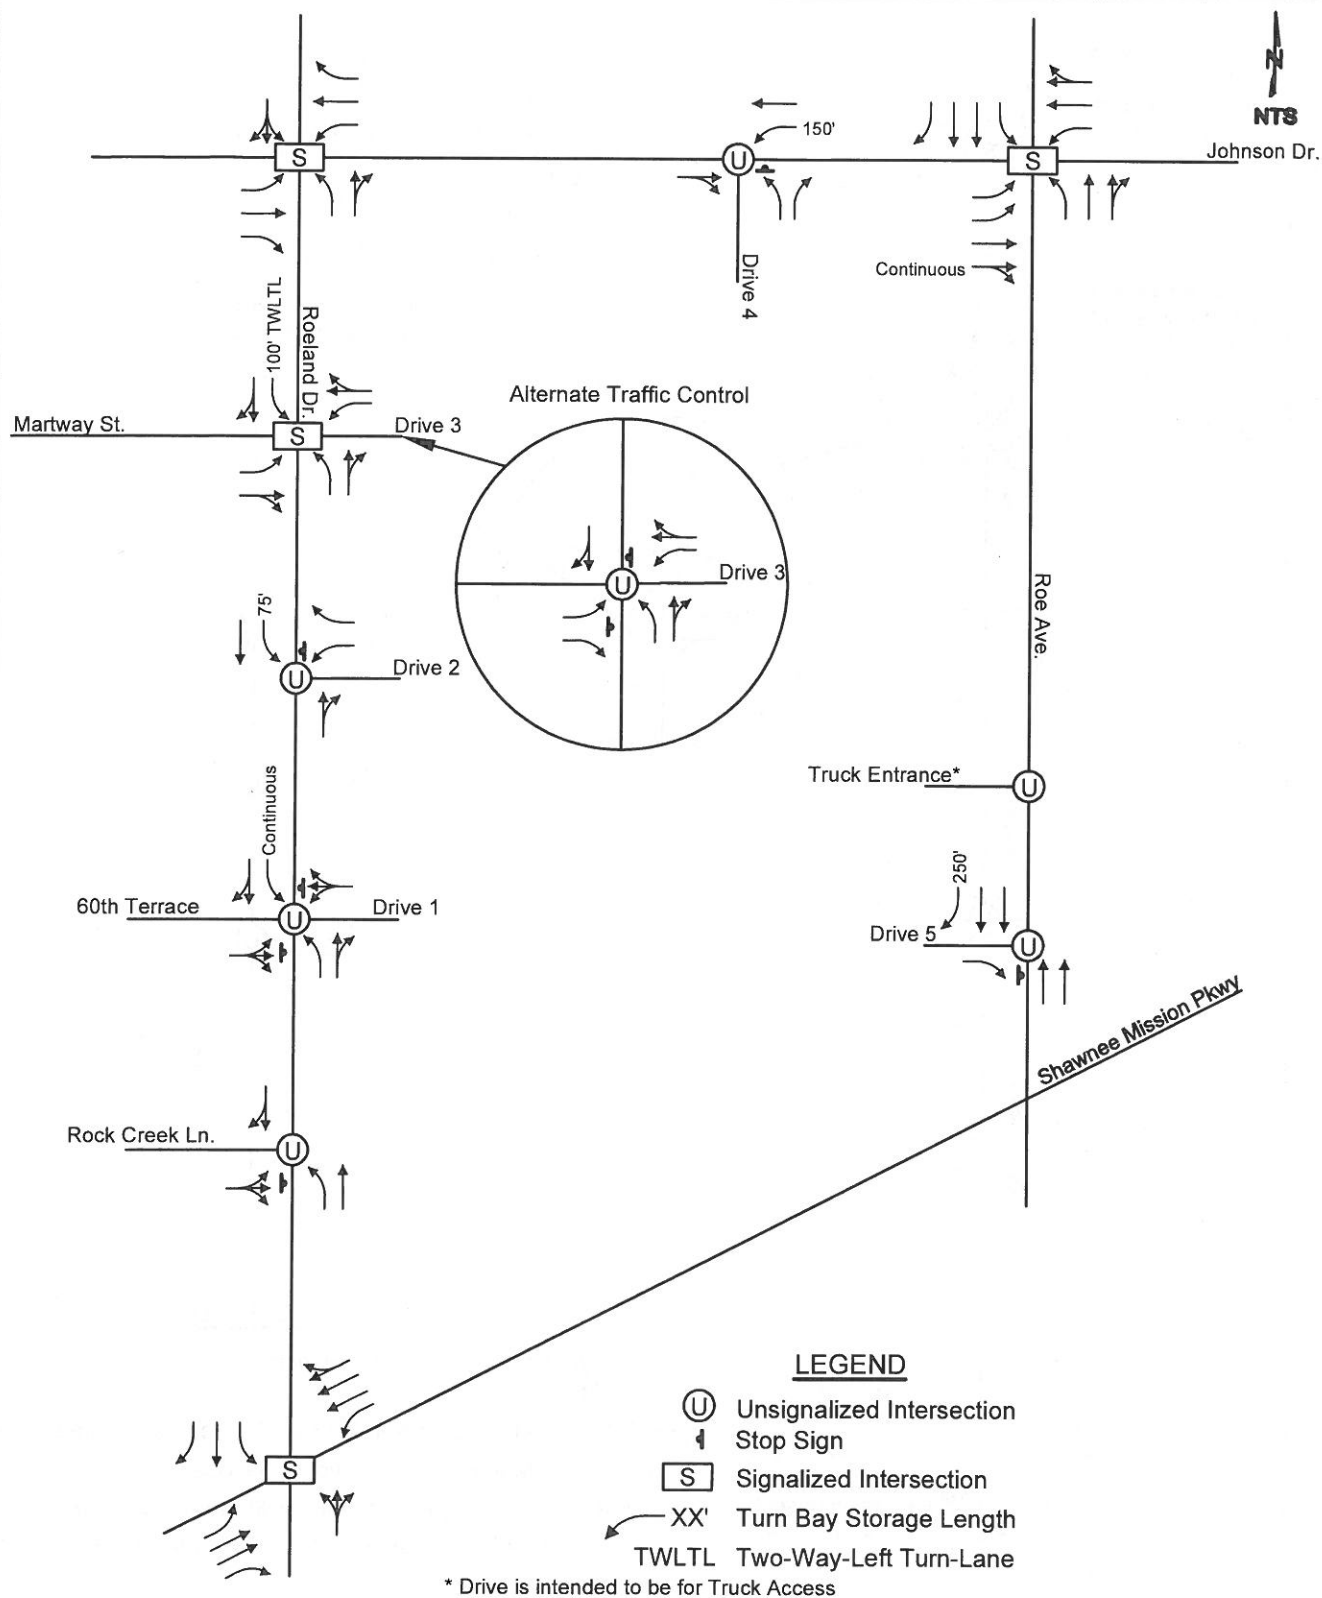 N
NTS
S
150'
U
S
Johnson Dr.
Drive 4
Continuous
100' TWLTL
Roeland Dr.
Martway St.
S
Drive 3
Alternate Traffic Control
U
Drive 3
Roe Ave.
75'
U
Drive 2
Truck Entrance*
U
Continuous
250'
60th Terrace
U
Drive 1
Drive 5
U
Shawnee Mission Pkwy
Rock Creek Ln.
U
S
LEGEND
U Unsignalized Intersection
Stop Sign
S Signalized Intersection
XX' Turn Bay Storage Length
TWLTL Two-Way-Left Turn-Lane
* Drive is intended to be for Truck Access